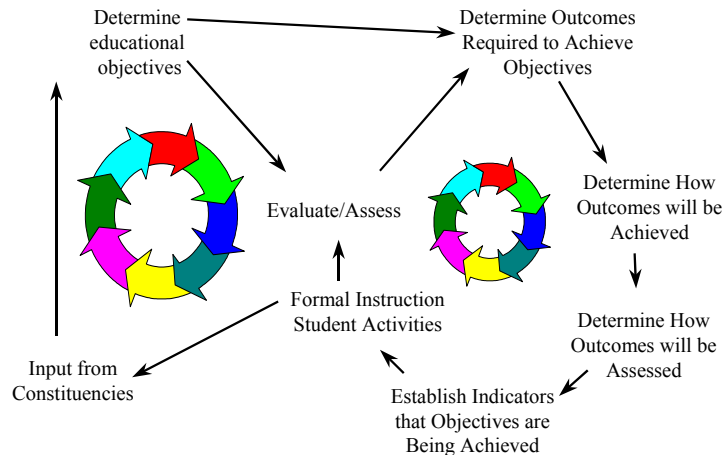 Determine
educational
objectives
Determine Outcomes
Required to Achieve
Objectives
Evaluate/Assess
Determine How
Outcomes will be
Achieved
Formal Instruction
Student Activities
Determine How
Outcomes will be
Assessed
Input from
Constituencies
Establish Indicators
that Objectives are
Being Achieved